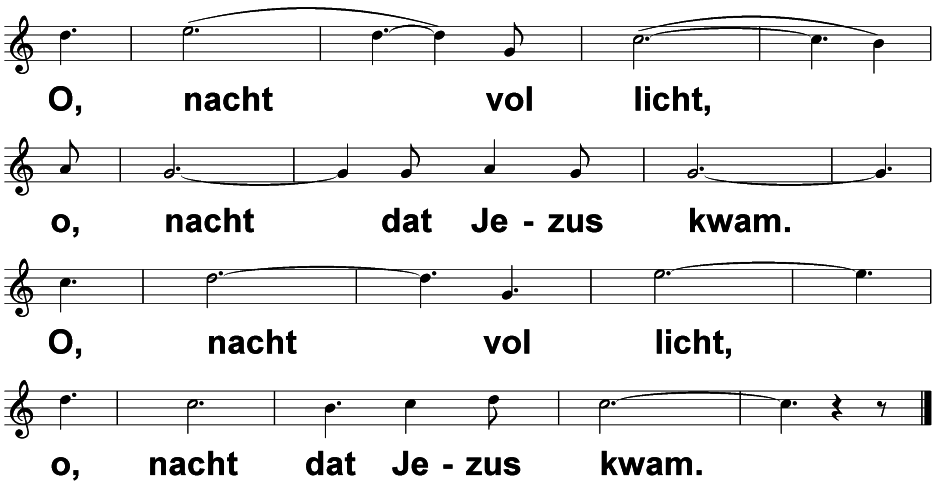 O, nacht vol licht,
o, nacht dat Je - zus kwam.
O, nacht vol licht,
o, nacht dat Je - zus kwam.